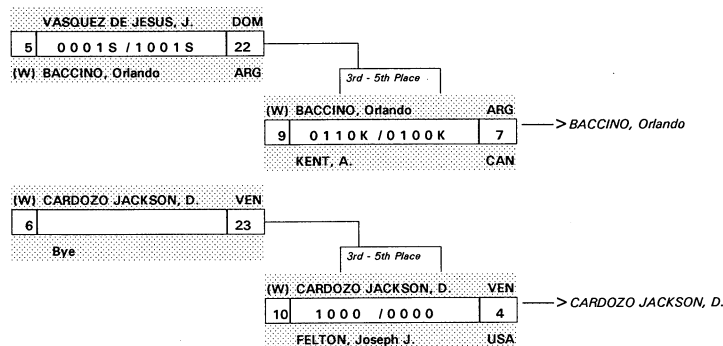 VASQUEZ DE JESUS, J. DOM
5 0001S /1001S 22
(W) BACCINO, Orlando ARG
3rd - 5th Place
(W) BACCINO, Orlando ARG
9 0110K /0100K 7
> BACCINO, Orlando
KENT, A. CAN
(W) CARDOZO JACKSON, D. VEN
6 23
Bye
3rd - 5th Place
(W) CARDOZO JACKSON, D. VEN
10 1000 /0000 4
> CARDOZO JACKSON, D.
FELTON, Joseph J. USA